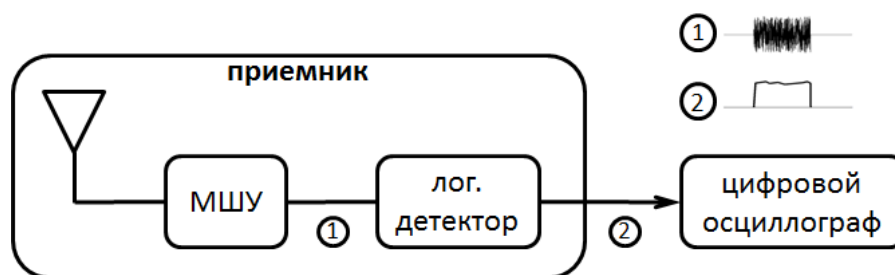 1
приемник
2
МШУ
лог.
детектор
цифровой
осциллограф
1
2